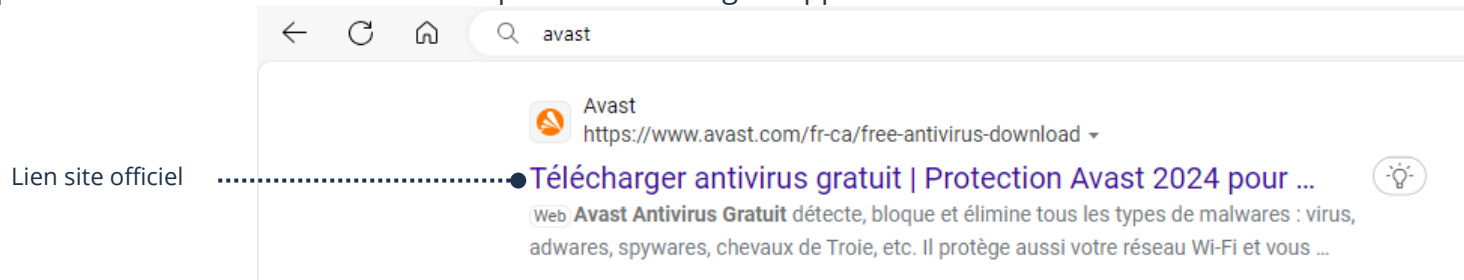 avast
Avast
https://www.avast.com/fr-ca/free-antivirus-download
Lien site officiel
Télécharger antivirus gratuit | Protection Avast 2024 pour ...
Web Avast Antivirus Gratuit détecte, bloque et élimine tous les types de malwares : virus,
adwares, spywares, chevaux de Troie, etc. Il protège aussi votre réseau Wi-Fi et vous ...